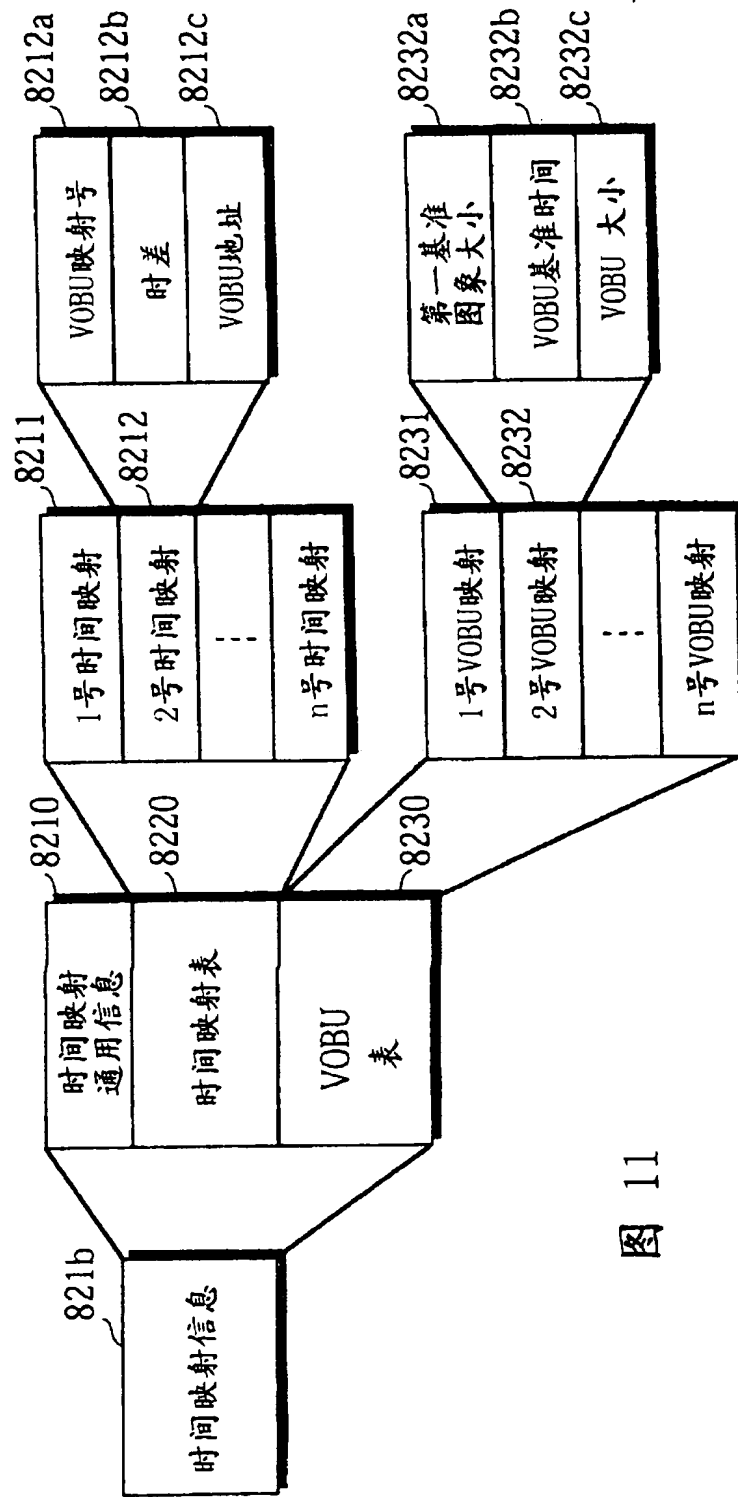 821b
时间映射信息
8210
时间映射
通用信息
8220
时间映射表
8230
VOBU
表
8211
1号时间映射
8212
2号时间映射
...
n号时间映射
8231
1号VOBU映射
8232
2号VOBU映射
...
n号VOBU映射
8212a
VOBU映射号
8212b
时差
8212c
VOBU地址
8232a
第一基准
图象大小
8232b
VOBU基准时间
8232c
VOBU 大小
图 11